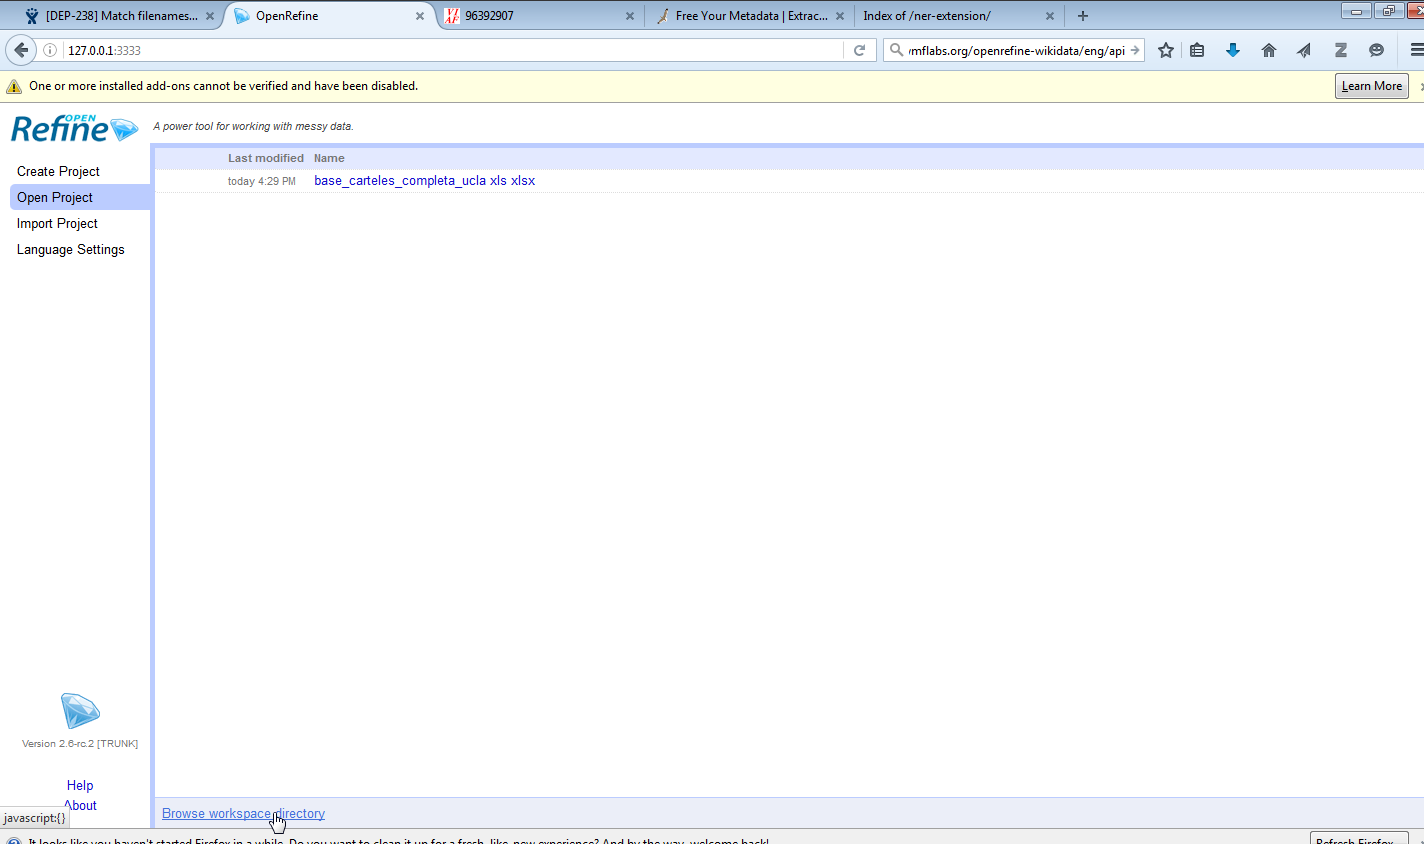 [DEP-238] Match filenames...
OpenRefine
VIAF
96392907
Free Your Metadata | Extrac...
Index of /ner-extension/
127.0.0.1:3333
mflabs.org/openrefine-wikidata/eng/api
One or more installed add-ons cannot be verified and have been disabled.
Learn More
OPEN
Refine
A power tool for working with messy data.
Create Project
Open Project
Import Project
Language Settings
Last modified Name
today 4:29 PM base_carteles_completa_ucla xls xlsx
Version 2.6-rc.2 [TRUNK]
Help
About
javascript:{}
Browse workspace directory
It looks like you haven't started Firefox in a while. Do you want to clean it up for a fresh, like-new experience? And by the way, welcome back!
Refresh Firefox...